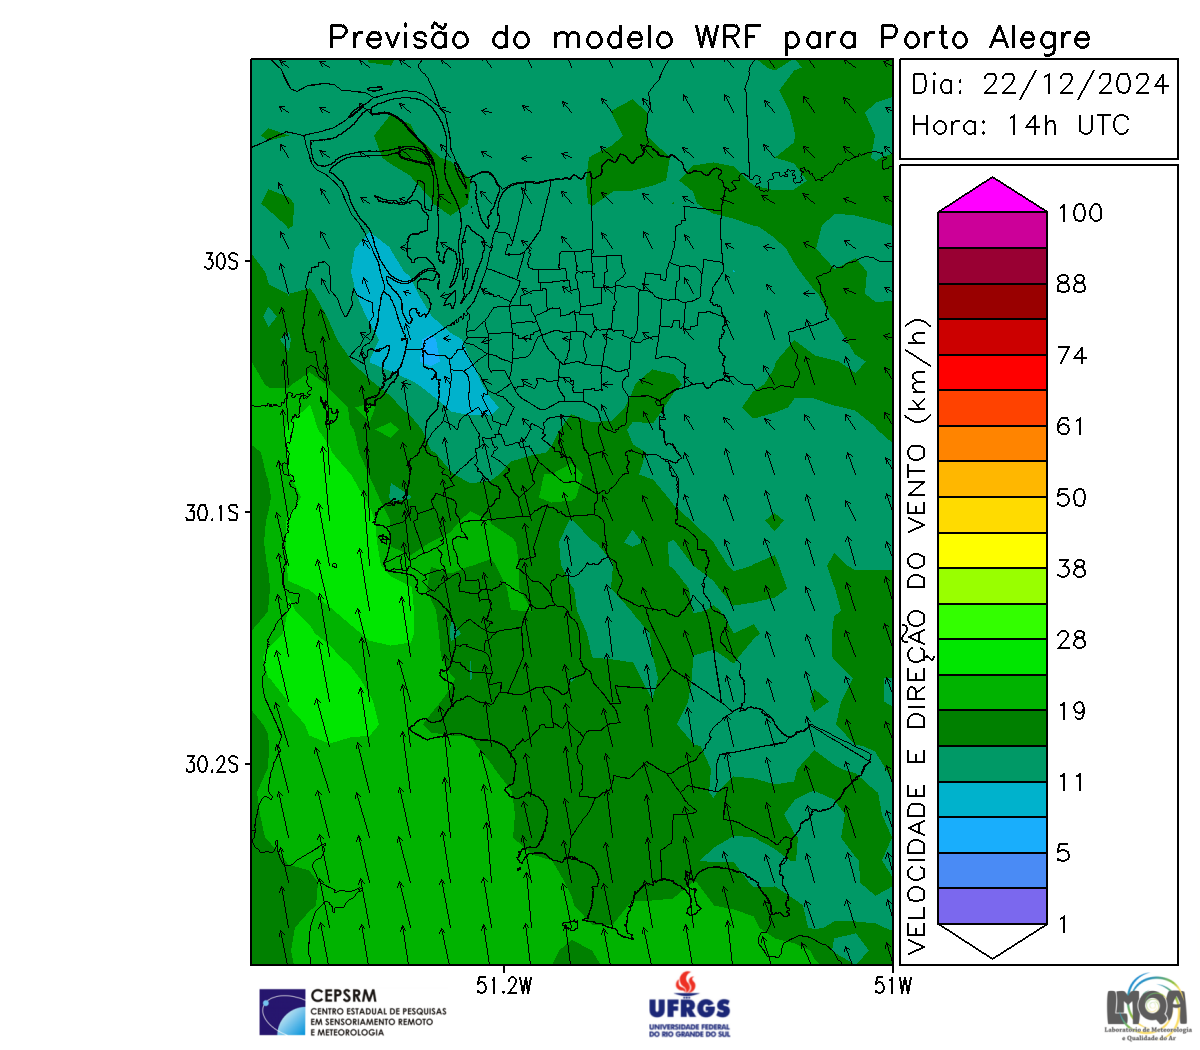 Previsão do modelo WRF para Porto Alegre
Dia: 22/12/2024
Hora: 14h UTC
30S
30.1S
30.2S
51.2W
51W
VELOCIDADE E DIREÇÃO DO VENTO (km/h)
100
88
74
61
50
38
28
19
11
5
1
CEPSRM
CENTRO ESTADUAL DE PESQUISAS
EM SENSORIAMENTO REMOTO
E METEOROLOGIA
UFRGS
UNIVERSIDADE FEDERAL
DO RIO GRANDE DO SUL
LMQA
Laboratório de Meteorologia
e Qualidade do Ar